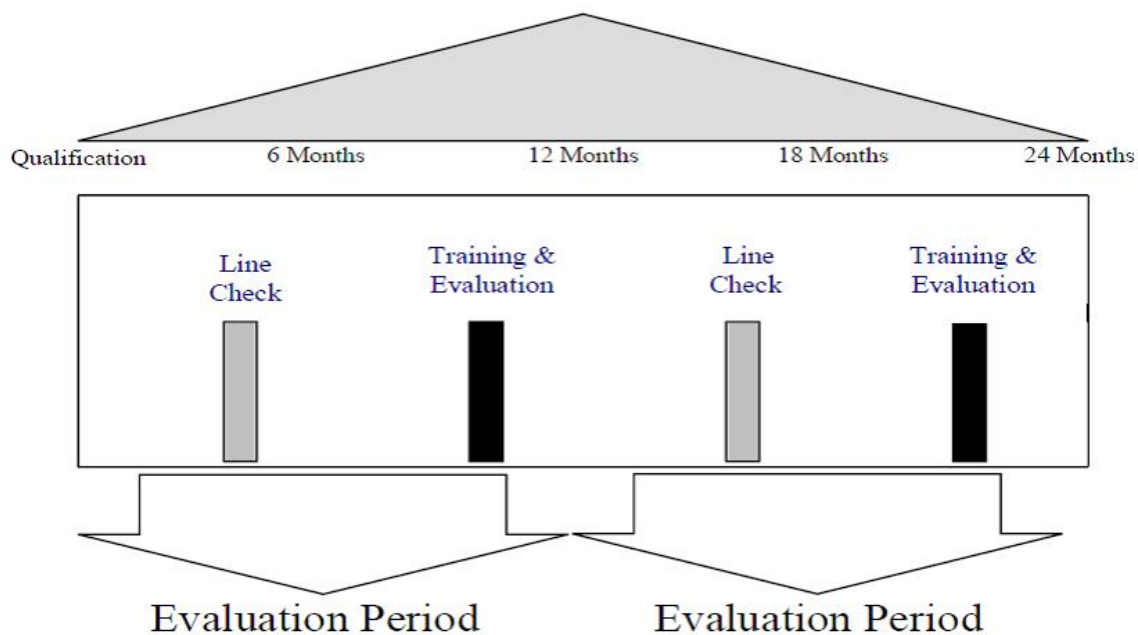 Qualification 6 Months 12 Months 18 Months 24 Months
Line
Check
Training &
Evaluation
Line
Check
Training &
Evaluation
Evaluation Period Evaluation Period